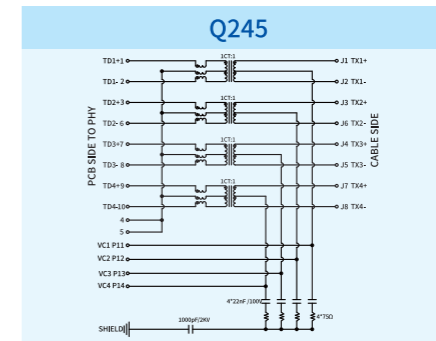 Q245
1CT:1
TD1+1 J1 TX1+
TD1- 2 J2 TX1-
1CT:1
TD2+3 J3 TX2+
TD2- 6 J6 TX2-
1CT:1
TD3+7 J4 TX3+
TD3- 8 J5 TX3-
1CT:1
TD4+9 J7 TX4+
TD4-10 J8 TX4-
PCB SIDE TO PHY
CABLE SIDE
4
5
VC1 P11
VC2 P12
VC3 P13
VC4 P14
4*22nF/100V
4*75Ω
1000pF/2KV
SHIELD